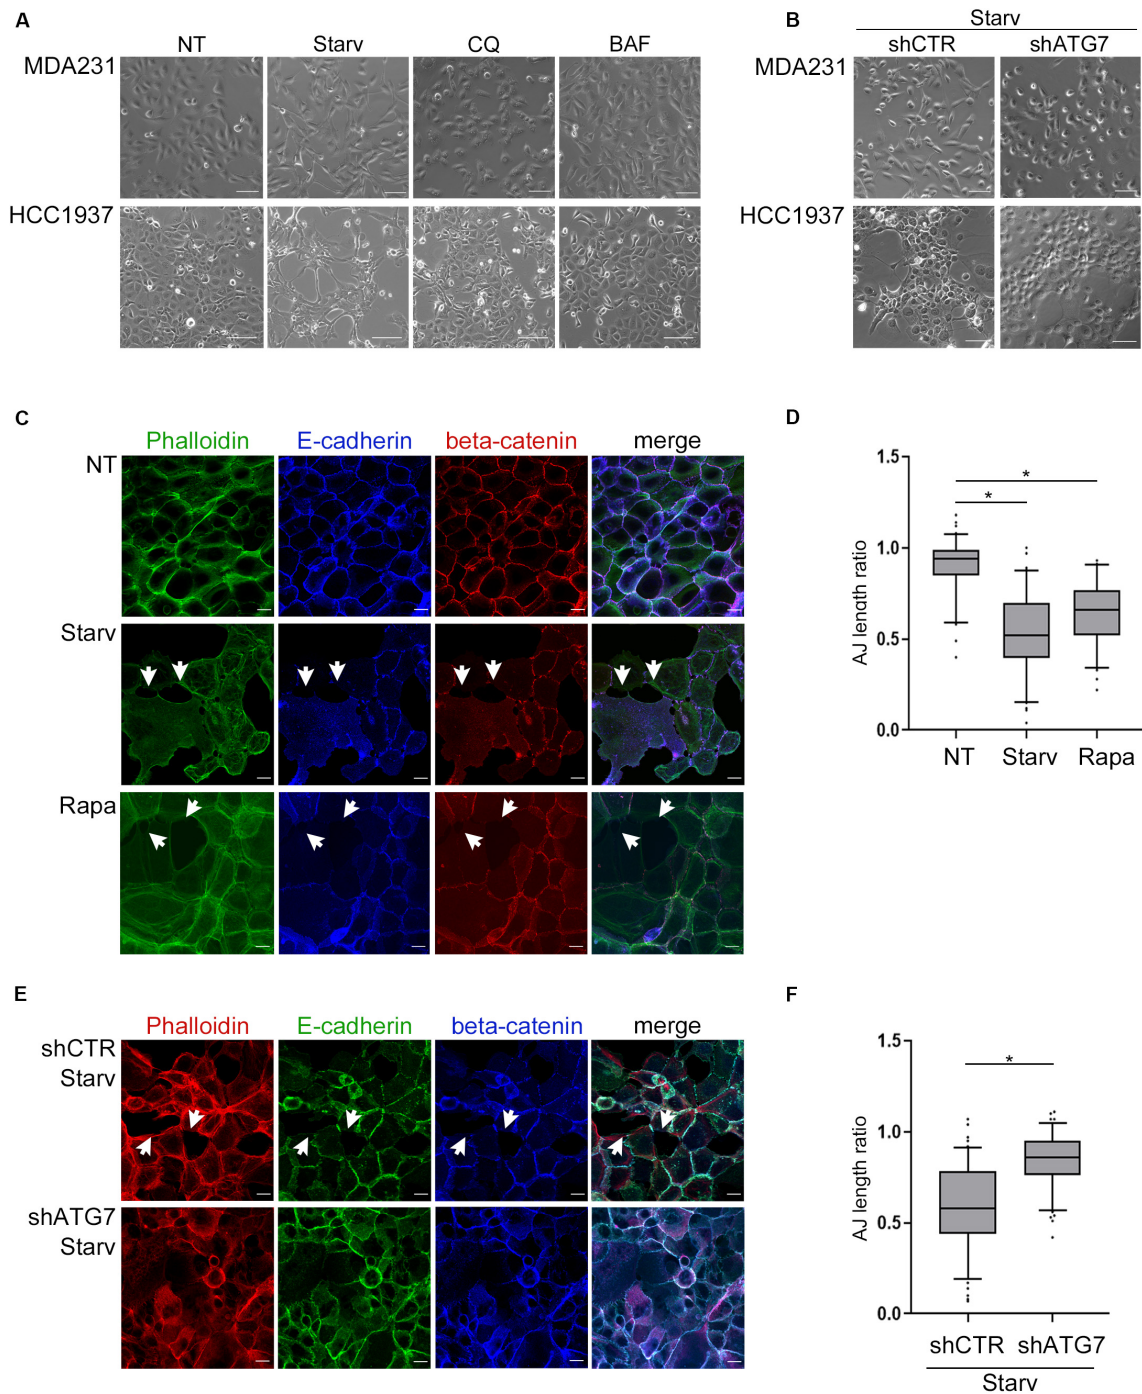 A
NT Starv CQ BAF
MDA231
HCC1937
B
Starv
shCTR shATG7
MDA231
HCC1937
C
Phalloidin E-cadherin beta-catenin merge
NT
Starv
Rapa
D
AJ length ratio
1.5
1.0
0.5
0.0
* *
NT Starv Rapa
E
Phalloidin E-cadherin beta-catenin merge
shCTR
Starv
shATG7
Starv
F
AJ length ratio
1.5
1.0
0.5
0.0
*
shCTR shATG7
Starv